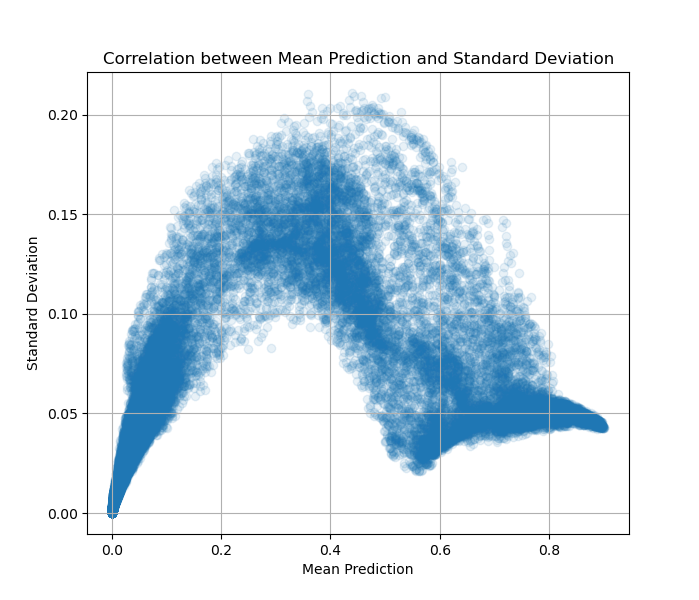 Correlation between Mean Prediction and Standard Deviation
0.20
0.15
0.10
0.05
0.00
Standard Deviation
0.0 0.2 0.4 0.6 0.8
Mean Prediction